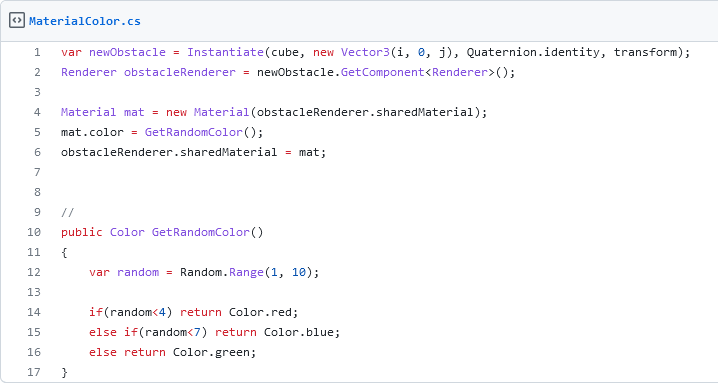 MaterialColor.cs
1 var newObstacle = Instantiate(cube, new Vector3(i, 0, j), Quaternion.identity, transform);
2 Renderer obstacleRenderer = newObstacle.GetComponent<Renderer>();
3
4 Material mat = new Material(obstacleRenderer.sharedMaterial);
5 mat.color = GetRandomColor();
6 obstacleRenderer.sharedMaterial = mat;
7
8
9 //
10 public Color GetRandomColor()
11 {
12     var random = Random.Range(1, 10);
13
14     if(random<4) return Color.red;
15     else if(random<7) return Color.blue;
16     else return Color.green;
17 }